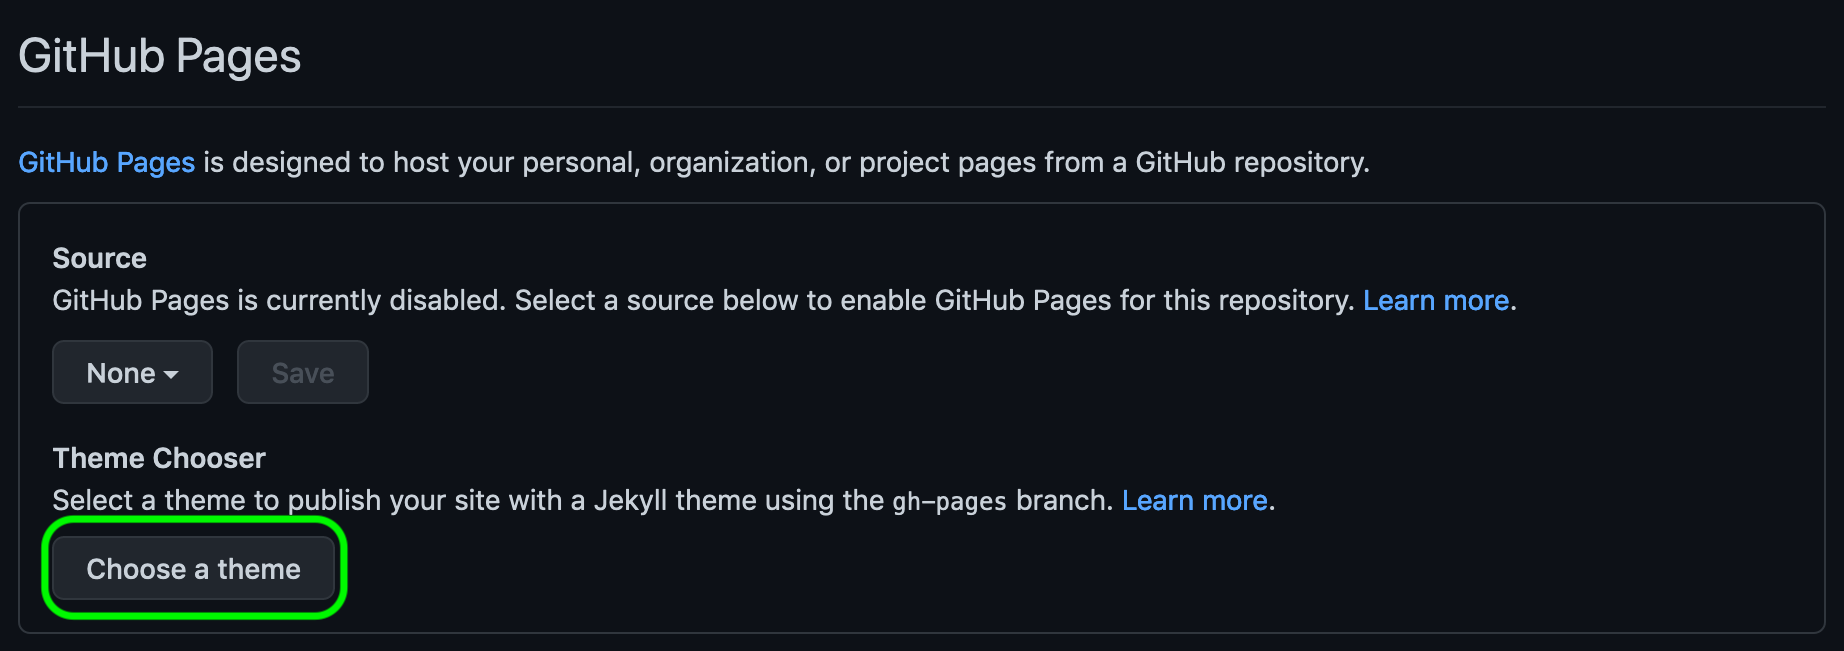 GitHub Pages
GitHub Pages is designed to host your personal, organization, or project pages from a GitHub repository.
Source
GitHub Pages is currently disabled. Select a source below to enable GitHub Pages for this repository. Learn more.
None Save
Theme Chooser
Select a theme to publish your site with a Jekyll theme using the gh-pages branch. Learn more.
Choose a theme